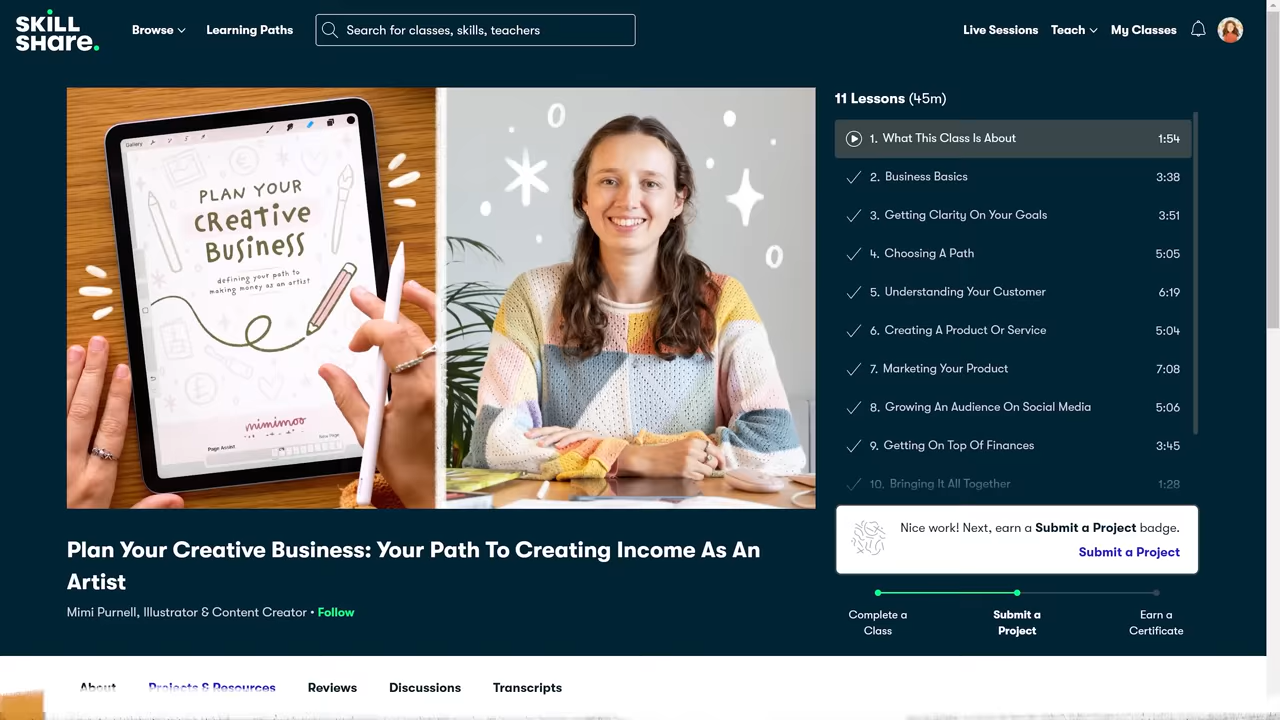 SKILL
SHARE.
Browse
Learning Paths
Search for classes, skills, teachers
Live Sessions
Teach
My Classes
Gallery
PLAN YOUR
CREATIVE
BUSINESS
defining your path to
making money as an artist
mimimoo
Page Assist
New Page
11 Lessons (45m)
1. What This Class Is About 1:54
2. Business Basics 3:38
3. Getting Clarity On Your Goals 3:51
4. Choosing A Path 5:05
5. Understanding Your Customer 6:19
6. Creating A Product Or Service 5:04
7. Marketing Your Product 7:08
8. Growing An Audience On Social Media 5:06
9. Getting On Top Of Finances 3:45
10. Bringing It All Together 1:28
Nice work! Next, earn a Submit a Project badge.
Submit a Project
Complete a
Class
Submit a
Project
Earn a
Certificate
Plan Your Creative Business: Your Path To Creating Income As An
Artist
Mimi Purnell, Illustrator & Content Creator • Follow
About
Projects & Resources
Reviews
Discussions
Transcripts